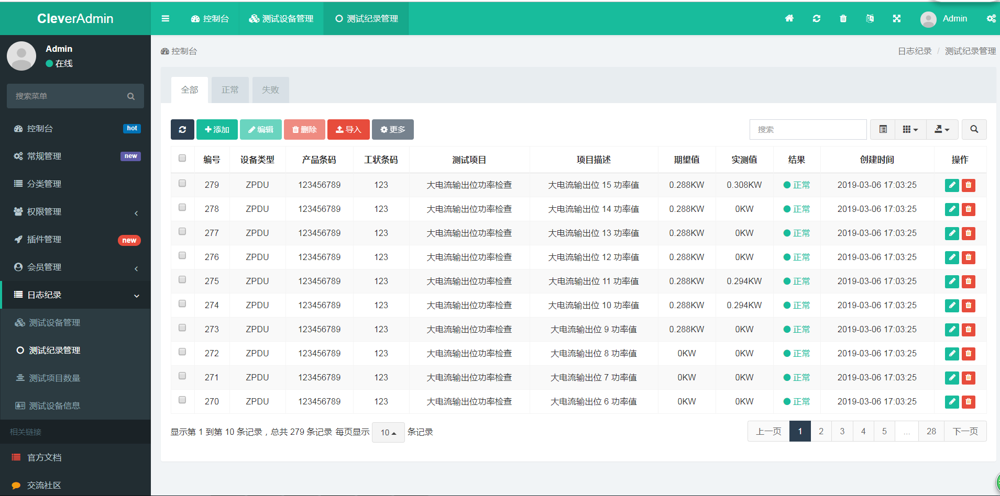 CleverAdmin
控制台 测试设备管理 测试纪录管理 Admin
Admin
在线
搜索菜单
控制台 hot
常规管理 new
分类管理
权限管理
插件管理 new
会员管理
日志纪录
测试设备管理
测试纪录管理
测试项目数量
测试设备信息
相关链接
官方文档
交流社区
控制台 日志纪录 / 测试纪录管理
全部 正常 失败
添加 编辑 删除 导入 更多 搜索
编号 设备类型 产品条码 工状条码 测试项目 项目描述 期望值 实测值 结果 创建时间 操作
279 ZPDU 123456789 123 大电流输出位功率检查 大电流输出位 15 功率值 0.288KW 0.308KW 正常 2019-03-06 17:03:25
278 ZPDU 123456789 123 大电流输出位功率检查 大电流输出位 14 功率值 0.288KW 0KW 正常 2019-03-06 17:03:25
277 ZPDU 123456789 123 大电流输出位功率检查 大电流输出位 13 功率值 0.288KW 0KW 正常 2019-03-06 17:03:25
276 ZPDU 123456789 123 大电流输出位功率检查 大电流输出位 12 功率值 0.288KW 0KW 正常 2019-03-06 17:03:25
275 ZPDU 123456789 123 大电流输出位功率检查 大电流输出位 11 功率值 0.288KW 0.294KW 正常 2019-03-06 17:03:25
274 ZPDU 123456789 123 大电流输出位功率检查 大电流输出位 10 功率值 0.288KW 0.294KW 正常 2019-03-06 17:03:25
273 ZPDU 123456789 123 大电流输出位功率检查 大电流输出位 9 功率值 0.288KW 0KW 正常 2019-03-06 17:03:25
272 ZPDU 123456789 123 大电流输出位功率检查 大电流输出位 8 功率值 0KW 0KW 正常 2019-03-06 17:03:25
271 ZPDU 123456789 123 大电流输出位功率检查 大电流输出位 7 功率值 0KW 0KW 正常 2019-03-06 17:03:25
270 ZPDU 123456789 123 大电流输出位功率检查 大电流输出位 6 功率值 0KW 0KW 正常 2019-03-06 17:03:25
显示第 1 到第 10 条记录，总共 279 条记录 每页显示 10 条记录 上一页 1 2 3 4 5 ... 28 下一页